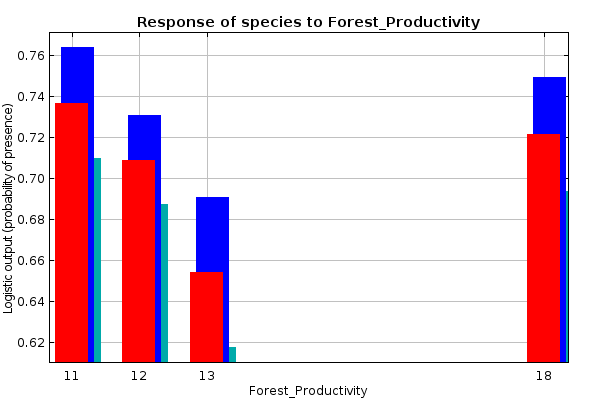 Response of species to Forest_Productivity
Logistic output (probability of presence)
0.76
0.74
0.72
0.70
0.68
0.66
0.64
0.62
11 12 13 18
Forest_Productivity